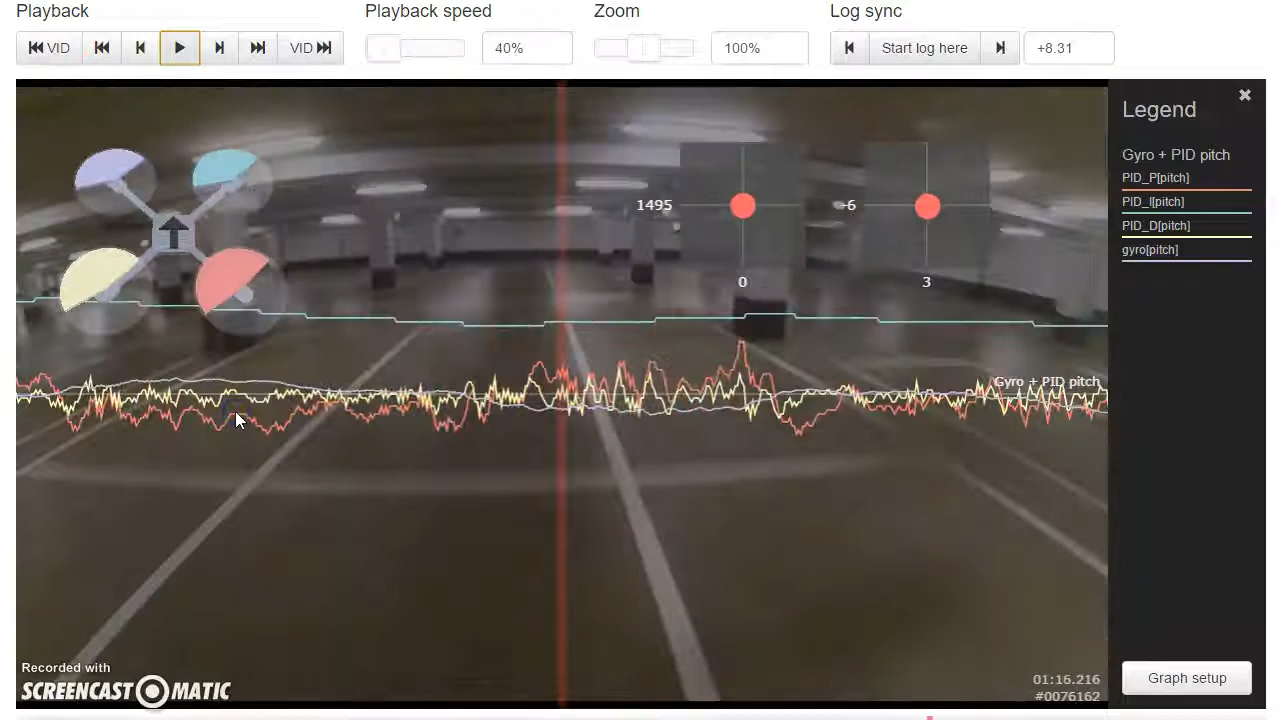 Playback
Playback speed
Zoom
Log sync
VID
VID
40%
100%
Start log here
+8.31
Legend
Gyro + PID pitch
PID_P[pitch]
PID_I[pitch]
PID_D[pitch]
gyro[pitch]
1495
-6
0
3
Gyro + PID pitch
Recorded with
SCREENCAST MATIC
01:16.216
#0076162
Graph setup